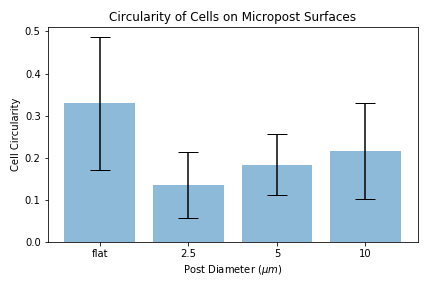 Circularity of Cells on Micropost Surfaces
0.5
0.4
0.3
0.2
0.1
0.0
Cell Circularity
flat 2.5 5 10
Post Diameter (μm)